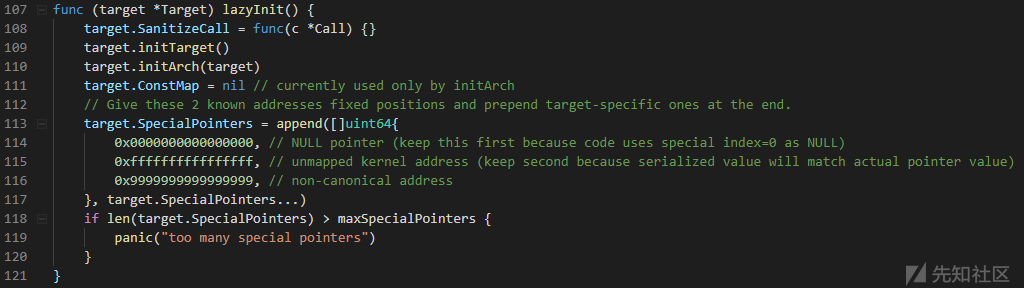 107 func (target *Target) lazyInit() {
108     target.SanitizeCall = func(c *Call) {}
109     target.initTarget()
110     target.initArch(target)
111     target.ConstMap = nil // currently used only by initArch
112     // Give these 2 known addresses fixed positions and prepend target-specific ones at the end.
113     target.SpecialPointers = append([]uint64{
114         0x0000000000000000, // NULL pointer (keep this first because code uses special index=0 as NULL)
115         0xffffffffffffffff, // unmapped kernel address (keep second because serialized value will match actual pointer value)
116         0x9999999999999999, // non-canonical address
117     }, target.SpecialPointers...)
118     if len(target.SpecialPointers) > maxSpecialPointers {
119         panic("too many special pointers")
120     }
121 }
先知社区